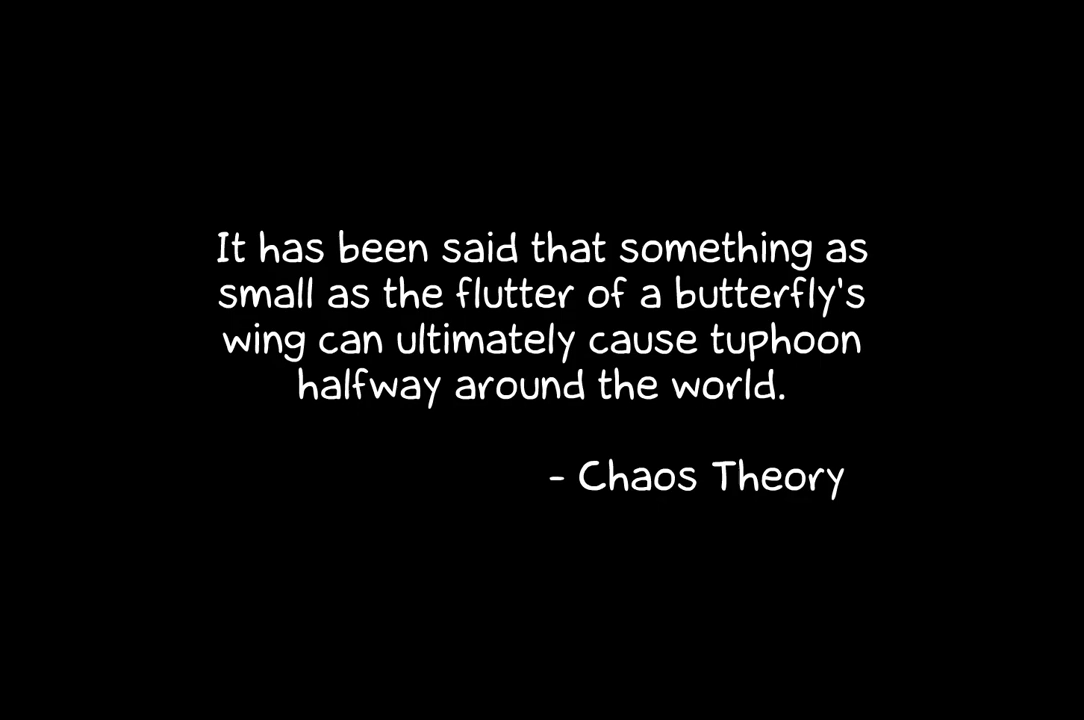 It has been said that something as
small as the flutter of a butterfly's
wing can ultimately cause tuphoon
halfway around the world.
- Chaos Theory